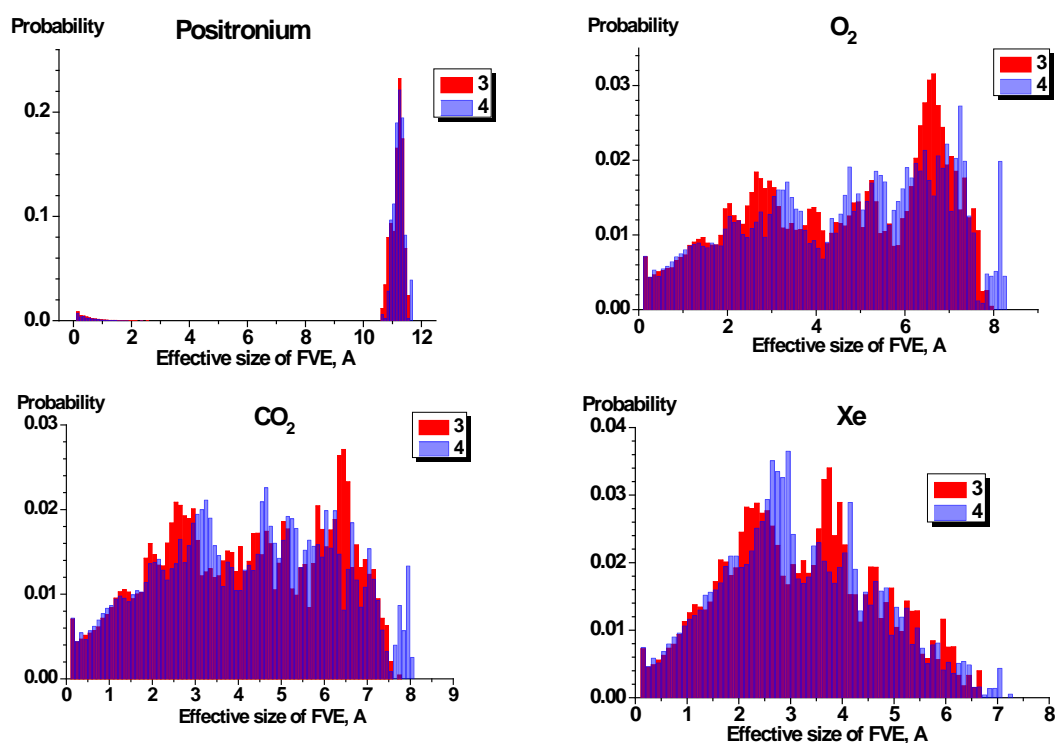 Probability
Positronium
3
4
0.2
0.1
0.0
0 2 4 6 8 10 12
Effective size of FVE, A
O2
3
4
0.03
0.02
0.01
0.00
0 2 4 6 8
Effective size of FVE, A
Probability
CO2
3
4
0.03
0.02
0.01
0.00
0 1 2 3 4 5 6 7 8 9
Effective size of FVE, A
Probability
Xe
3
4
0.04
0.03
0.02
0.01
0.00
0 1 2 3 4 5 6 7 8
Effective size of FVE, A
Probability